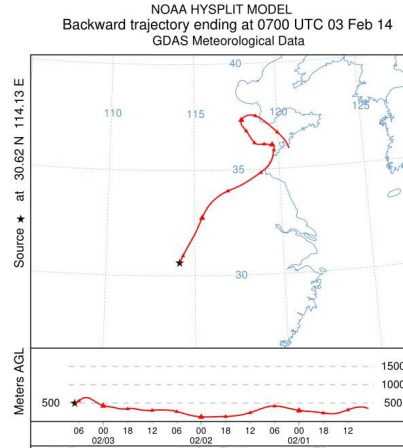 NOAA HYSPLIT MODEL
Backward trajectory ending at 0700 UTC 03 Feb 14
GDAS Meteorological Data
Source ★ at 30.62 N 114.13 E
40
110
115
120
125
35
30
Meters AGL
1500
1000
500
500
06 00 18 12 06 00 18 12 06 00 18 12
02/03 02/02 02/01